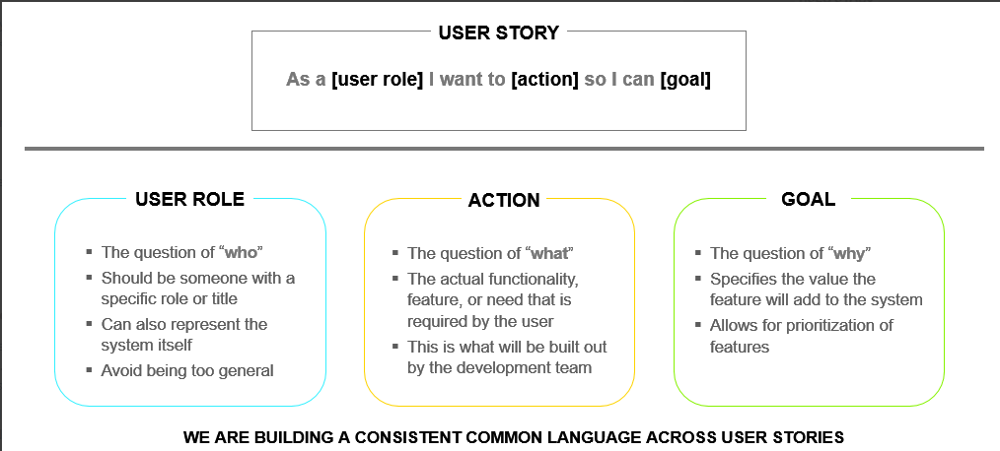 USER STORY
As a [user role] I want to [action] so I can [goal]
USER ROLE
▪ The question of “who”
▪ Should be someone with a
specific role or title
▪ Can also represent the
system itself
▪ Avoid being too general
ACTION
▪ The question of “what”
▪ The actual functionality,
feature, or need that is
required by the user
▪ This is what will be built out
by the development team
GOAL
▪ The question of “why”
▪ Specifies the value the
feature will add to the system
▪ Allows for prioritization of
features
WE ARE BUILDING A CONSISTENT COMMON LANGUAGE ACROSS USER STORIES